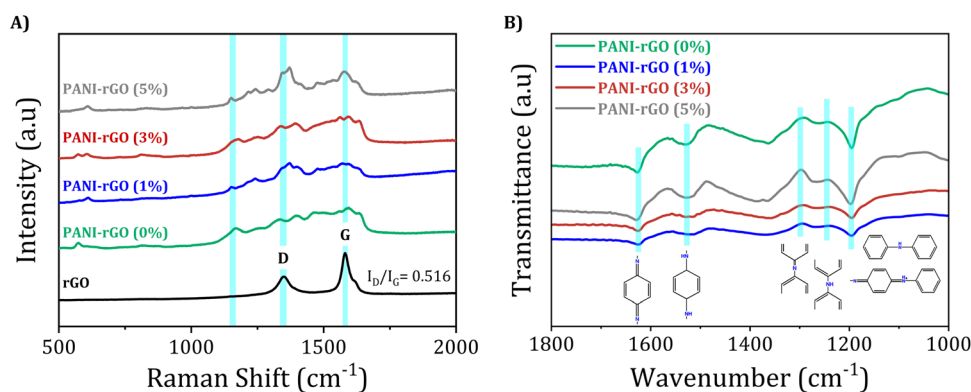 A)
Intensity (a.u)
PANI-rGO (5%)
PANI-rGO (3%)
PANI-rGO (1%)
PANI-rGO (0%)
rGO
D
G
I_D/I_G= 0.516
500
1000
1500
2000
Raman Shift (cm⁻¹)
B)
Transmittance (a.u)
PANI-rGO (0%)
PANI-rGO (1%)
PANI-rGO (3%)
PANI-rGO (5%)
1800
1600
1400
1200
1000
Wavenumber (cm⁻¹)